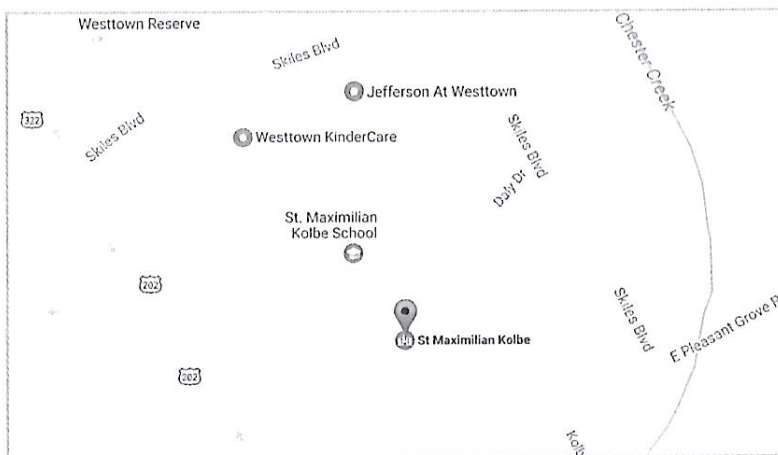 Westtown Reserve
Skiles Blvd
Chester Creek
Jefferson At Westtown
322
Skiles Blvd
Westtown KinderCare
Skiles Blvd
Daly Dr
St. Maximilian
Kolbe School
202
Skiles Blvd
E Pleasant Grove R
St Maximilian Kolbe
202
Kolbe